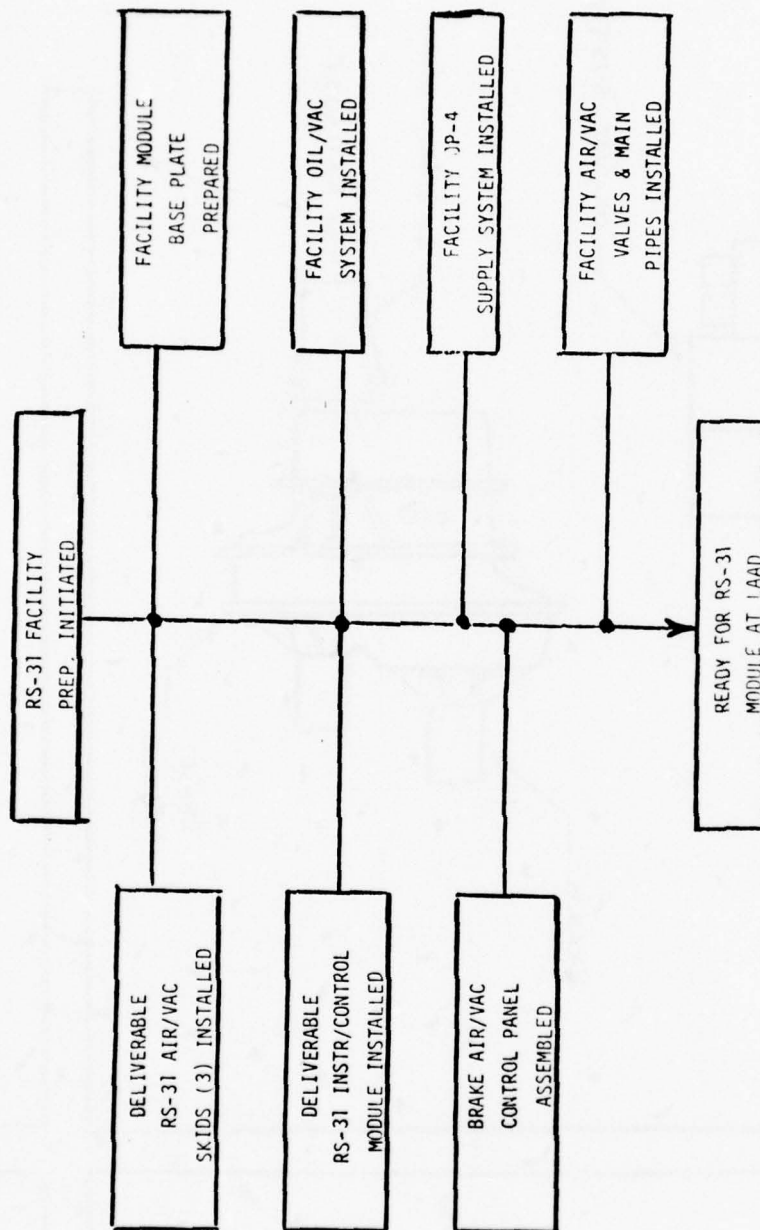 RS-31 FACILITY
PREP. INITIATED
FACILITY MODULE
BASE PLATE
PREPARED
DELIVERABLE
RS-31 AIR/VAC
SKIDS (3) INSTALLED
FACILITY OIL/VAC
SYSTEM INSTALLED
DELIVERABLE
RS-31 INSTR/CONTROL
MODULE INSTALLED
FACILITY JP-4
SUPPLY SYSTEM INSTALLED
BRAKE AIR/VAC
CONTROL PANEL
ASSEMBLED
FACILITY AIR/VAC
VALVES & MAIN
PIPES INSTALLED
READY FOR RS-31
MODULE AT LAAD